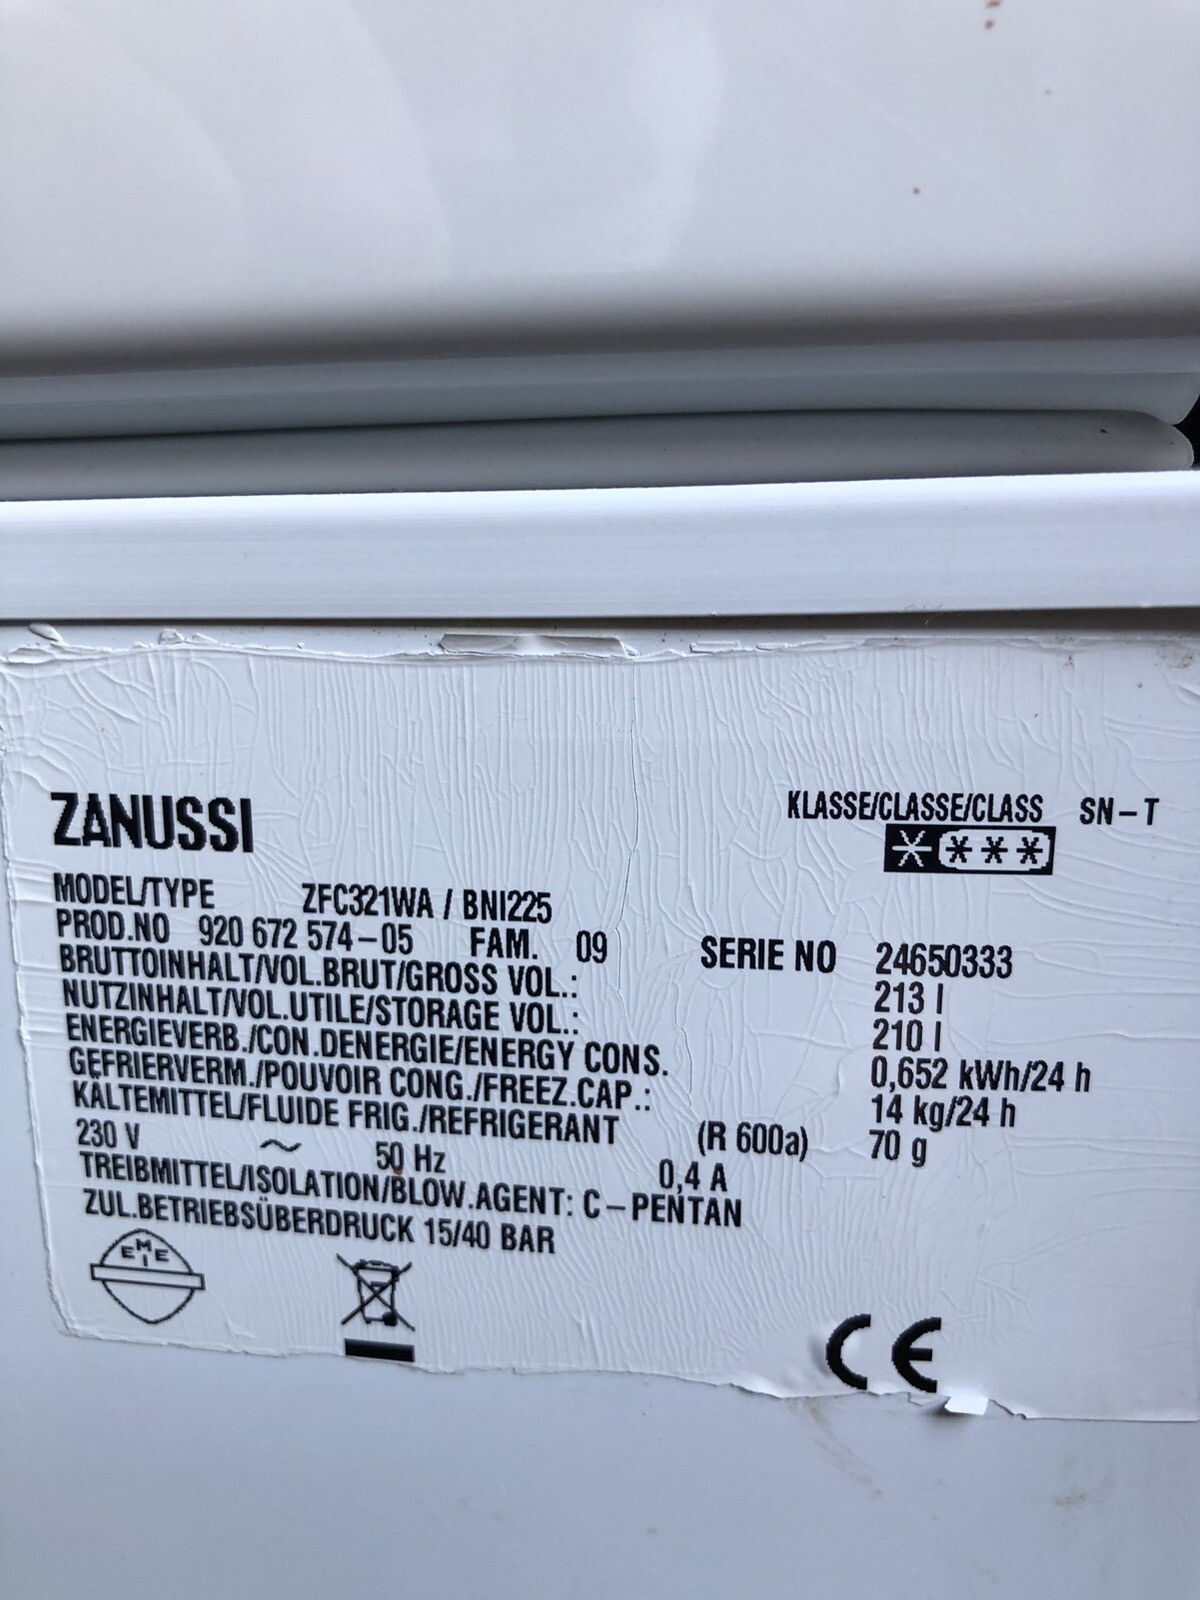 ZANUSSI
KLASSE/CLASSE/CLASS SN-T
MODEL/TYPE ZFC321WA / BNI225
PROD.NO 920 672 574-05 FAM. 09 SERIE NO 24650333
BRUTTOINHALT/VOL.BRUT/GROSS VOL.: 213 l
NUTZINHALT/VOL.UTILE/STORAGE VOL.: 210 l
ENERGIEVERB./CON.DENERGIE/ENERGY CONS. 0,652 kWh/24 h
GEFRIERVERM./POUVOIR CONG./FREEZ.CAP.: 14 kg/24 h
KÄLTEMITTEL/FLUIDE FRIG./REFRIGERANT (R 600a) 70 g
230 V ~ 50 Hz 0,4 A
TREIBMITTEL/ISOLATION/BLOW.AGENT: C-PENTAN
ZUL.BETRIEBSÜBERDRUCK 15/40 BAR
EMIE
CE